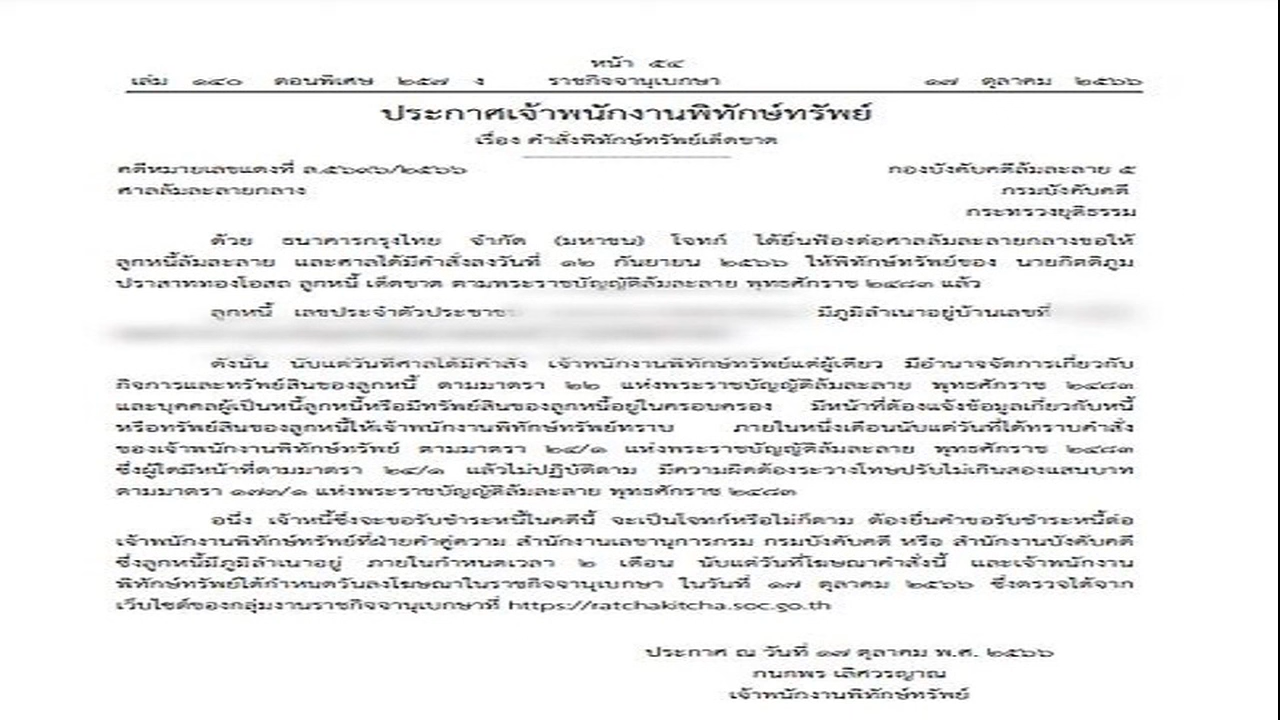 หน้า ๕๔
เล่ม ๑๔๐ ตอนพิเศษ ๒๕๗ ง ราชกิจจานุเบกษา ๑๗ ตุลาคม ๒๕๖๖
ประกาศเจ้าพนักงานพิทักษ์ทรัพย์
เรื่อง คำสั่งพิทักษ์ทรัพย์เด็ดขาด
คดีหมายเลขแดงที่ ล.๕๖๙๖/๒๕๖๖ กองบังคับคดีล้มละลาย ๕
ศาลล้มละลายกลาง กรมบังคับคดี
กระทรวงยุติธรรม
ด้วย ธนาคารกรุงไทย จำกัด (มหาชน) โจทก์ ได้ยื่นฟ้องต่อศาลล้มละลายกลางขอให้
ลูกหนี้ล้มละลาย และศาลได้มีคำสั่งลงวันที่ ๑๒ กันยายน ๒๕๖๖ ให้พิทักษ์ทรัพย์ของ นายกิตติภูม
ปราสาททองโอสถ ลูกหนี้ เด็ดขาด ตามพระราชบัญญัติล้มละลาย พุทธศักราช ๒๔๘๓ แล้ว
ลูกหนี้ เลขประจำตัวประชาช มีภูมิลำเนาอยู่บ้านเลขที่
ดังนั้น นับแต่วันที่ศาลได้มีคำสั่ง เจ้าพนักงานพิทักษ์ทรัพย์แต่ผู้เดียว มีอำนาจจัดการเกี่ยวกับ
กิจการและทรัพย์สินของลูกหนี้ ตามมาตรา ๒๒ แห่งพระราชบัญญัติล้มละลาย พุทธศักราช ๒๔๘๓
และบุคคลผู้เป็นหนี้ลูกหนี้หรือมีทรัพย์สินของลูกหนี้อยู่ในครอบครอง มีหน้าที่ต้องแจ้งข้อมูลเกี่ยวกับหนี้
หรือทรัพย์สินของลูกหนี้ให้เจ้าพนักงานพิทักษ์ทรัพย์ทราบ ภายในหนึ่งเดือนนับแต่วันที่ได้ทราบคำสั่ง
ของเจ้าพนักงานพิทักษ์ทรัพย์ ตามมาตรา ๒๔/๑ แห่งพระราชบัญญัติล้มละลาย พุทธศักราช ๒๔๘๓
ซึ่งผู้ใดมีหน้าที่ตามมาตรา ๒๔/๑ แล้วไม่ปฏิบัติตาม มีความผิดต้องระวางโทษปรับไม่เกินสองแสนบาท
ตามมาตรา ๑๗๓/๑ แห่งพระราชบัญญัติล้มละลาย พุทธศักราช ๒๔๘๓
อนึ่ง เจ้าหนี้ซึ่งจะขอรับชำระหนี้ในคดีนี้ จะเป็นโจทก์หรือไม่ก็ตาม ต้องยื่นคำขอรับชำระหนี้ต่อ
เจ้าพนักงานพิทักษ์ทรัพย์ที่ฝ่ายคำคู่ความ สำนักงานเลขานุการกรม กรมบังคับคดี หรือ สำนักงานบังคับคดี
ซึ่งลูกหนี้มีภูมิลำเนาอยู่ ภายในกำหนดเวลา ๒ เดือน นับแต่วันที่โฆษณาคำสั่งนี้ และเจ้าพนักงาน
พิทักษ์ทรัพย์ได้กำหนดวันลงโฆษณาในราชกิจจานุเบกษา ในวันที่ ๑๗ ตุลาคม ๒๕๖๖ ซึ่งตรวจได้จาก
เว็บไซต์ของกลุ่มงานราชกิจจานุเบกษาที่ https://ratchakitcha.soc.go.th
ประกาศ ณ วันที่ ๑๗ ตุลาคม พ.ศ. ๒๕๖๖
กนกพร เลิศวรญาณ
เจ้าพนักงานพิทักษ์ทรัพย์